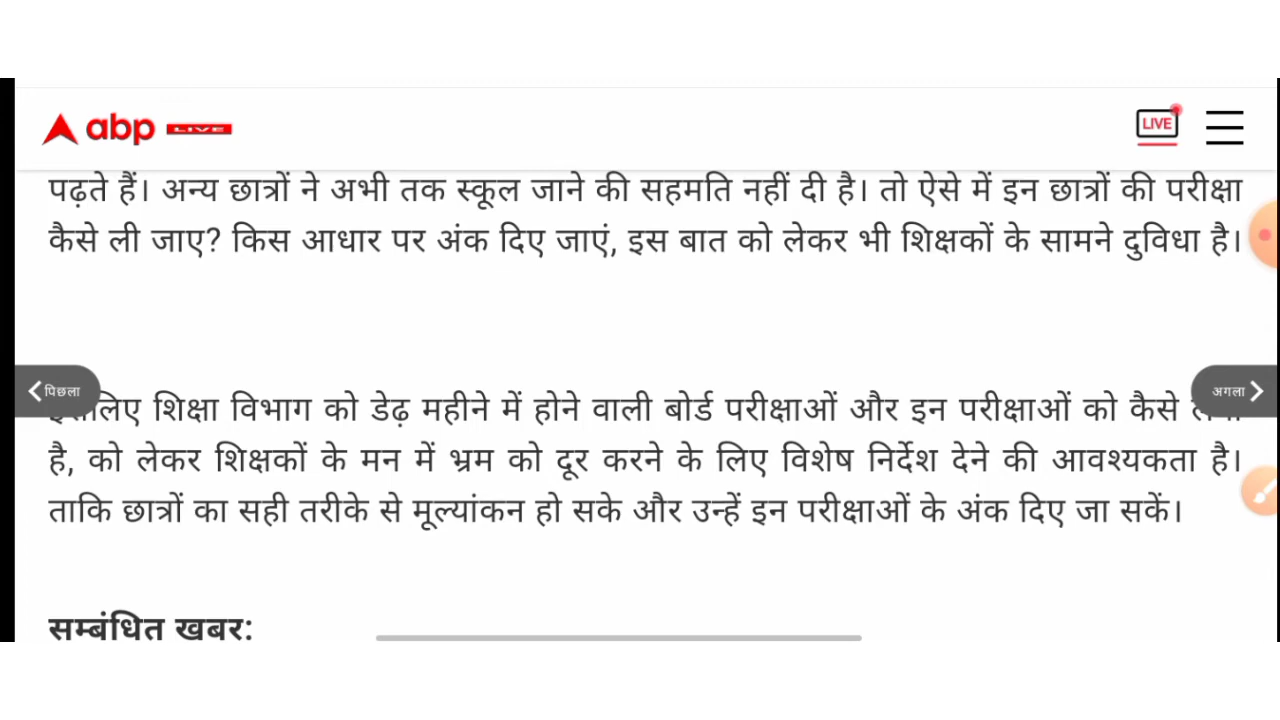 abp LIVE
LIVE
पढ़ते हैं। अन्य छात्रों ने अभी तक स्कूल जाने की सहमति नहीं दी है। तो ऐसे में इन छात्रों की परीक्षा
कैसे ली जाए? किस आधार पर अंक दिए जाएं, इस बात को लेकर भी शिक्षकों के सामने दुविधा है।
पिछला
अगला
शिक्षा विभाग को डेढ़ महीने में होने वाली बोर्ड परीक्षाओं और इन परीक्षाओं को कैसे
है, को लेकर शिक्षकों के मन में भ्रम को दूर करने के लिए विशेष निर्देश देने की आवश्यकता है।
ताकि छात्रों का सही तरीके से मूल्यांकन हो सके और उन्हें इन परीक्षाओं के अंक दिए जा सकें।
सम्बंधित खबर: